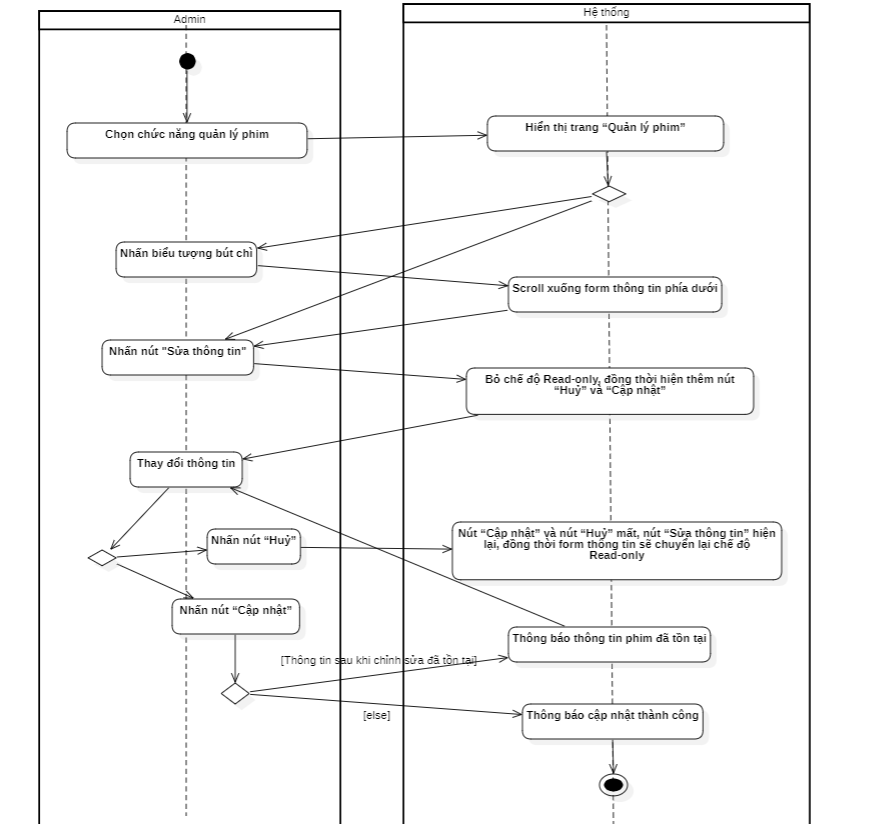 Admin
Hệ thống
Chọn chức năng quản lý phim
Hiển thị trang “Quản lý phim”
Nhấn biểu tượng bút chì
Scroll xuống form thông tin phía dưới
Nhấn nút "Sửa thông tin"
Bỏ chế độ Read-only, đồng thời hiện thêm nút
“Huỷ” và “Cập nhật”
Thay đổi thông tin
Nhấn nút “Huỷ”
Nút “Cập nhật” và nút “Huỷ” mất, nút “Sửa thông tin” hiện
lại, đồng thời form thông tin sẽ chuyển lại chế độ
Read-only
Nhấn nút “Cập nhật”
Thông báo thông tin phim đã tồn tại
[Thông tin sau khi chỉnh sửa đã tồn tại]
[else]
Thông báo cập nhật thành công